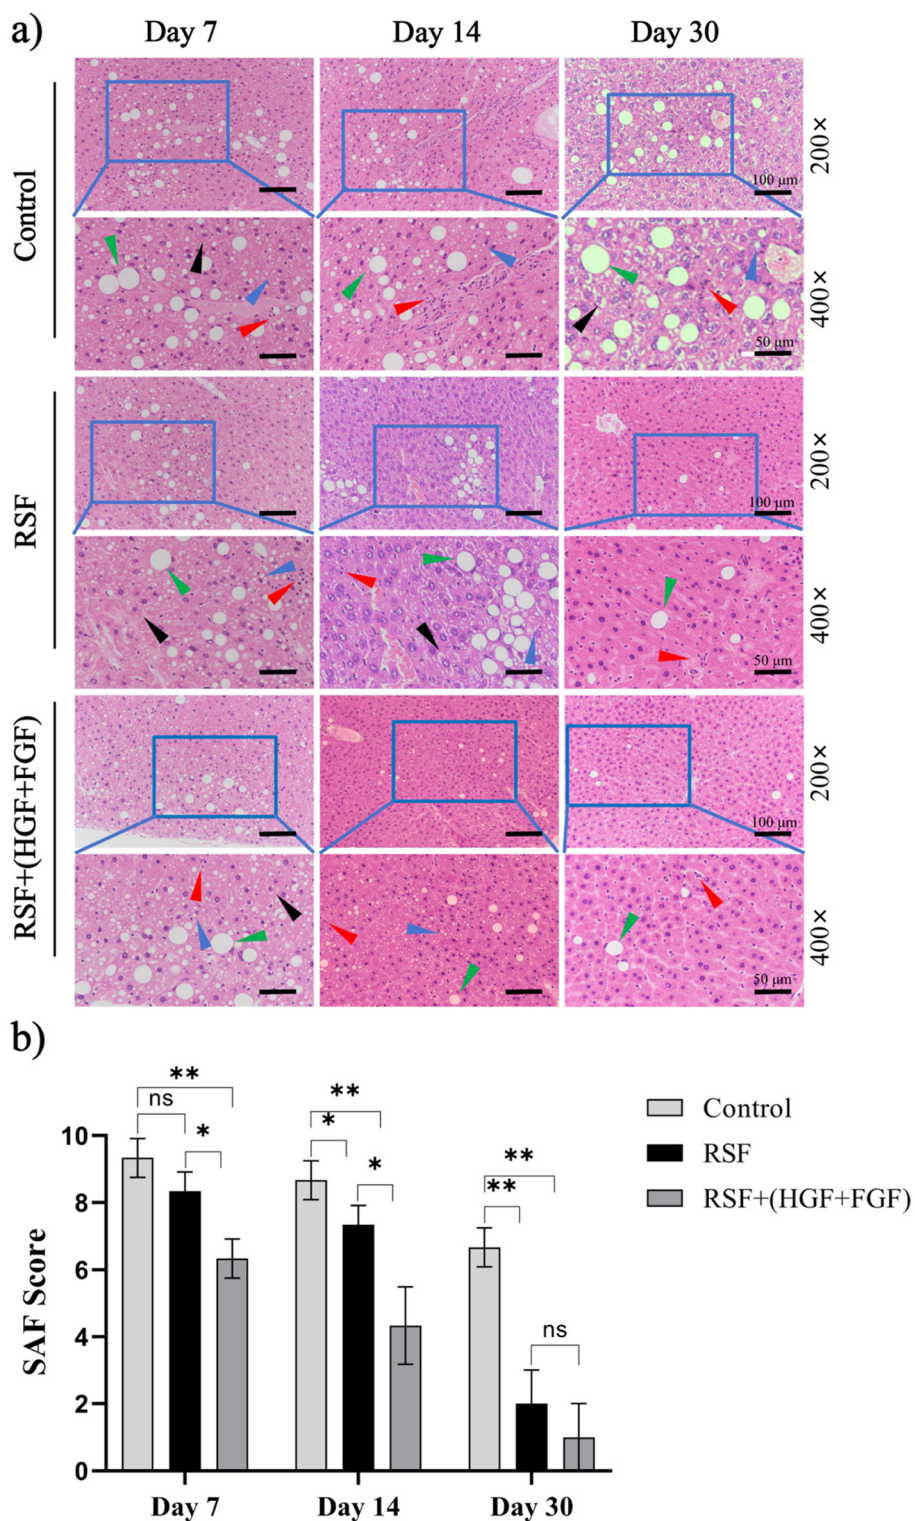 a)
Day 7
Day 14
Day 30
Control
200×
100 μm
400×
50 μm
RSF
200×
100 μm
400×
50 μm
RSF+(HGF+FGF)
200×
100 μm
400×
50 μm
b)
**
ns
*
**
*
*
**
**
ns
Control
RSF
RSF+(HGF+FGF)
SAF Score
10
8
6
4
2
0
Day 7
Day 14
Day 30